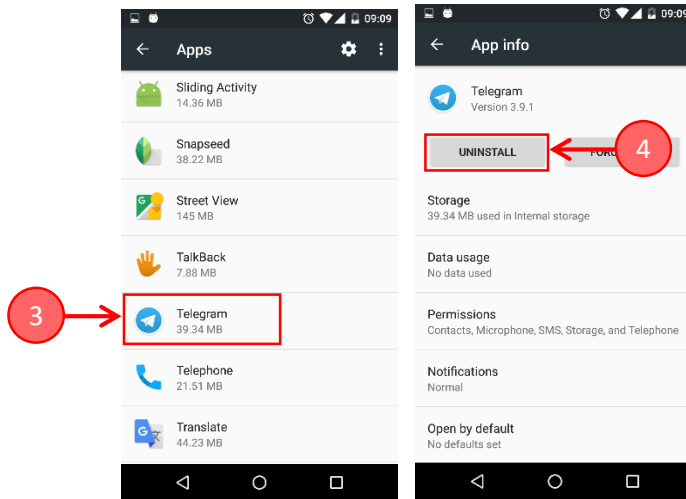 09:09
Apps
Sliding Activity
14.36 MB
Snapseed
38.22 MB
Street View
145 MB
TalkBack
7.88 MB
3
Telegram
39.34 MB
Telephone
21.51 MB
Translate
44.23 MB
09:09
App info
Telegram
Version 3.9.1
UNINSTALL
4
Storage
39.34 MB used in Internal storage
Data usage
No data used
Permissions
Contacts, Microphone, SMS, Storage, and Telephone
Notifications
Normal
Open by default
No defaults set